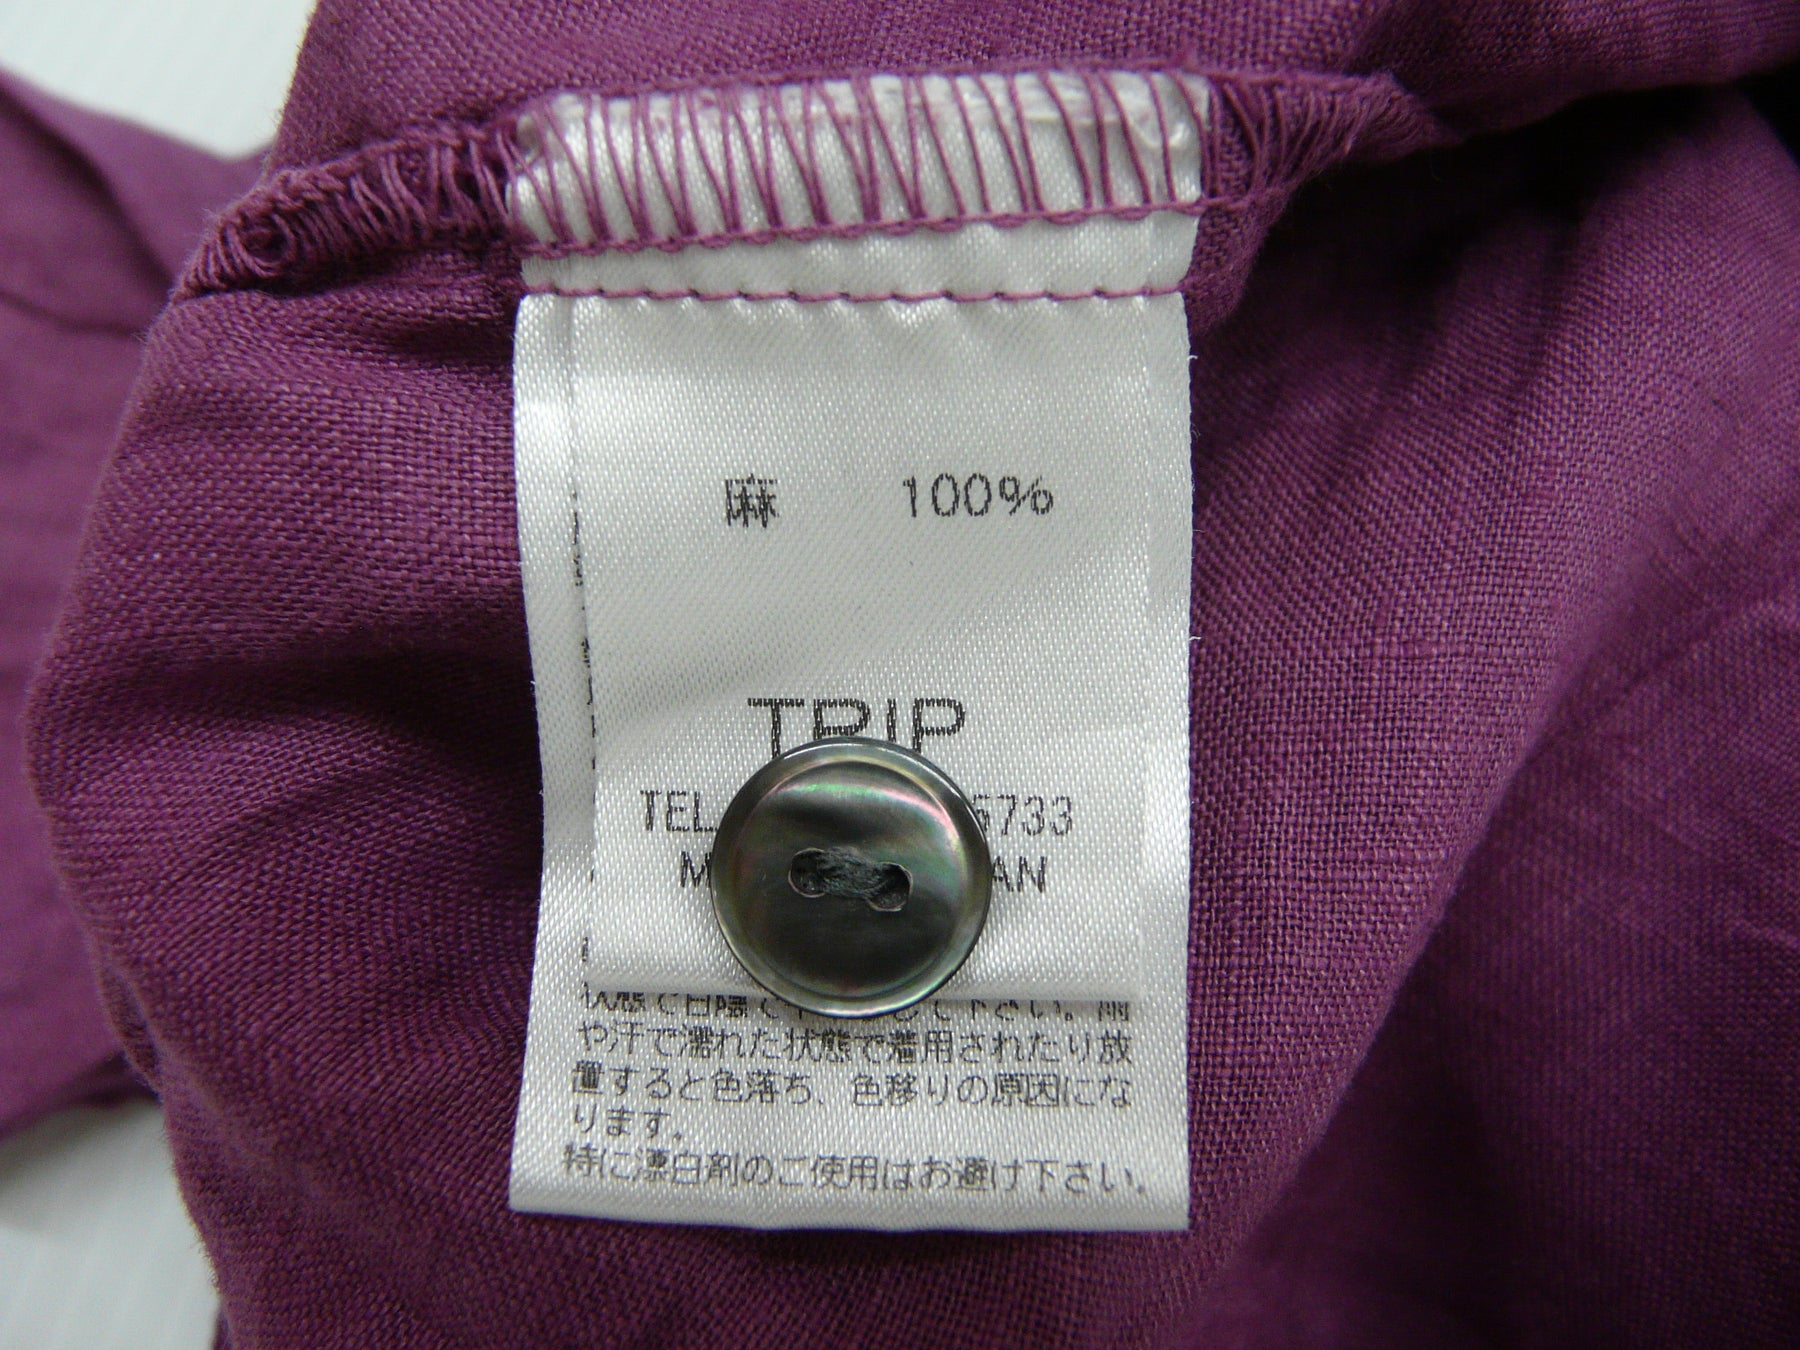 麻 100%
TRIP
TEL 5733
や汗で濡れた状態で着用されたり放
置すると色落ち、色移りの原因にな
ります。
特に漂白剤のご使用はお避け下さい。